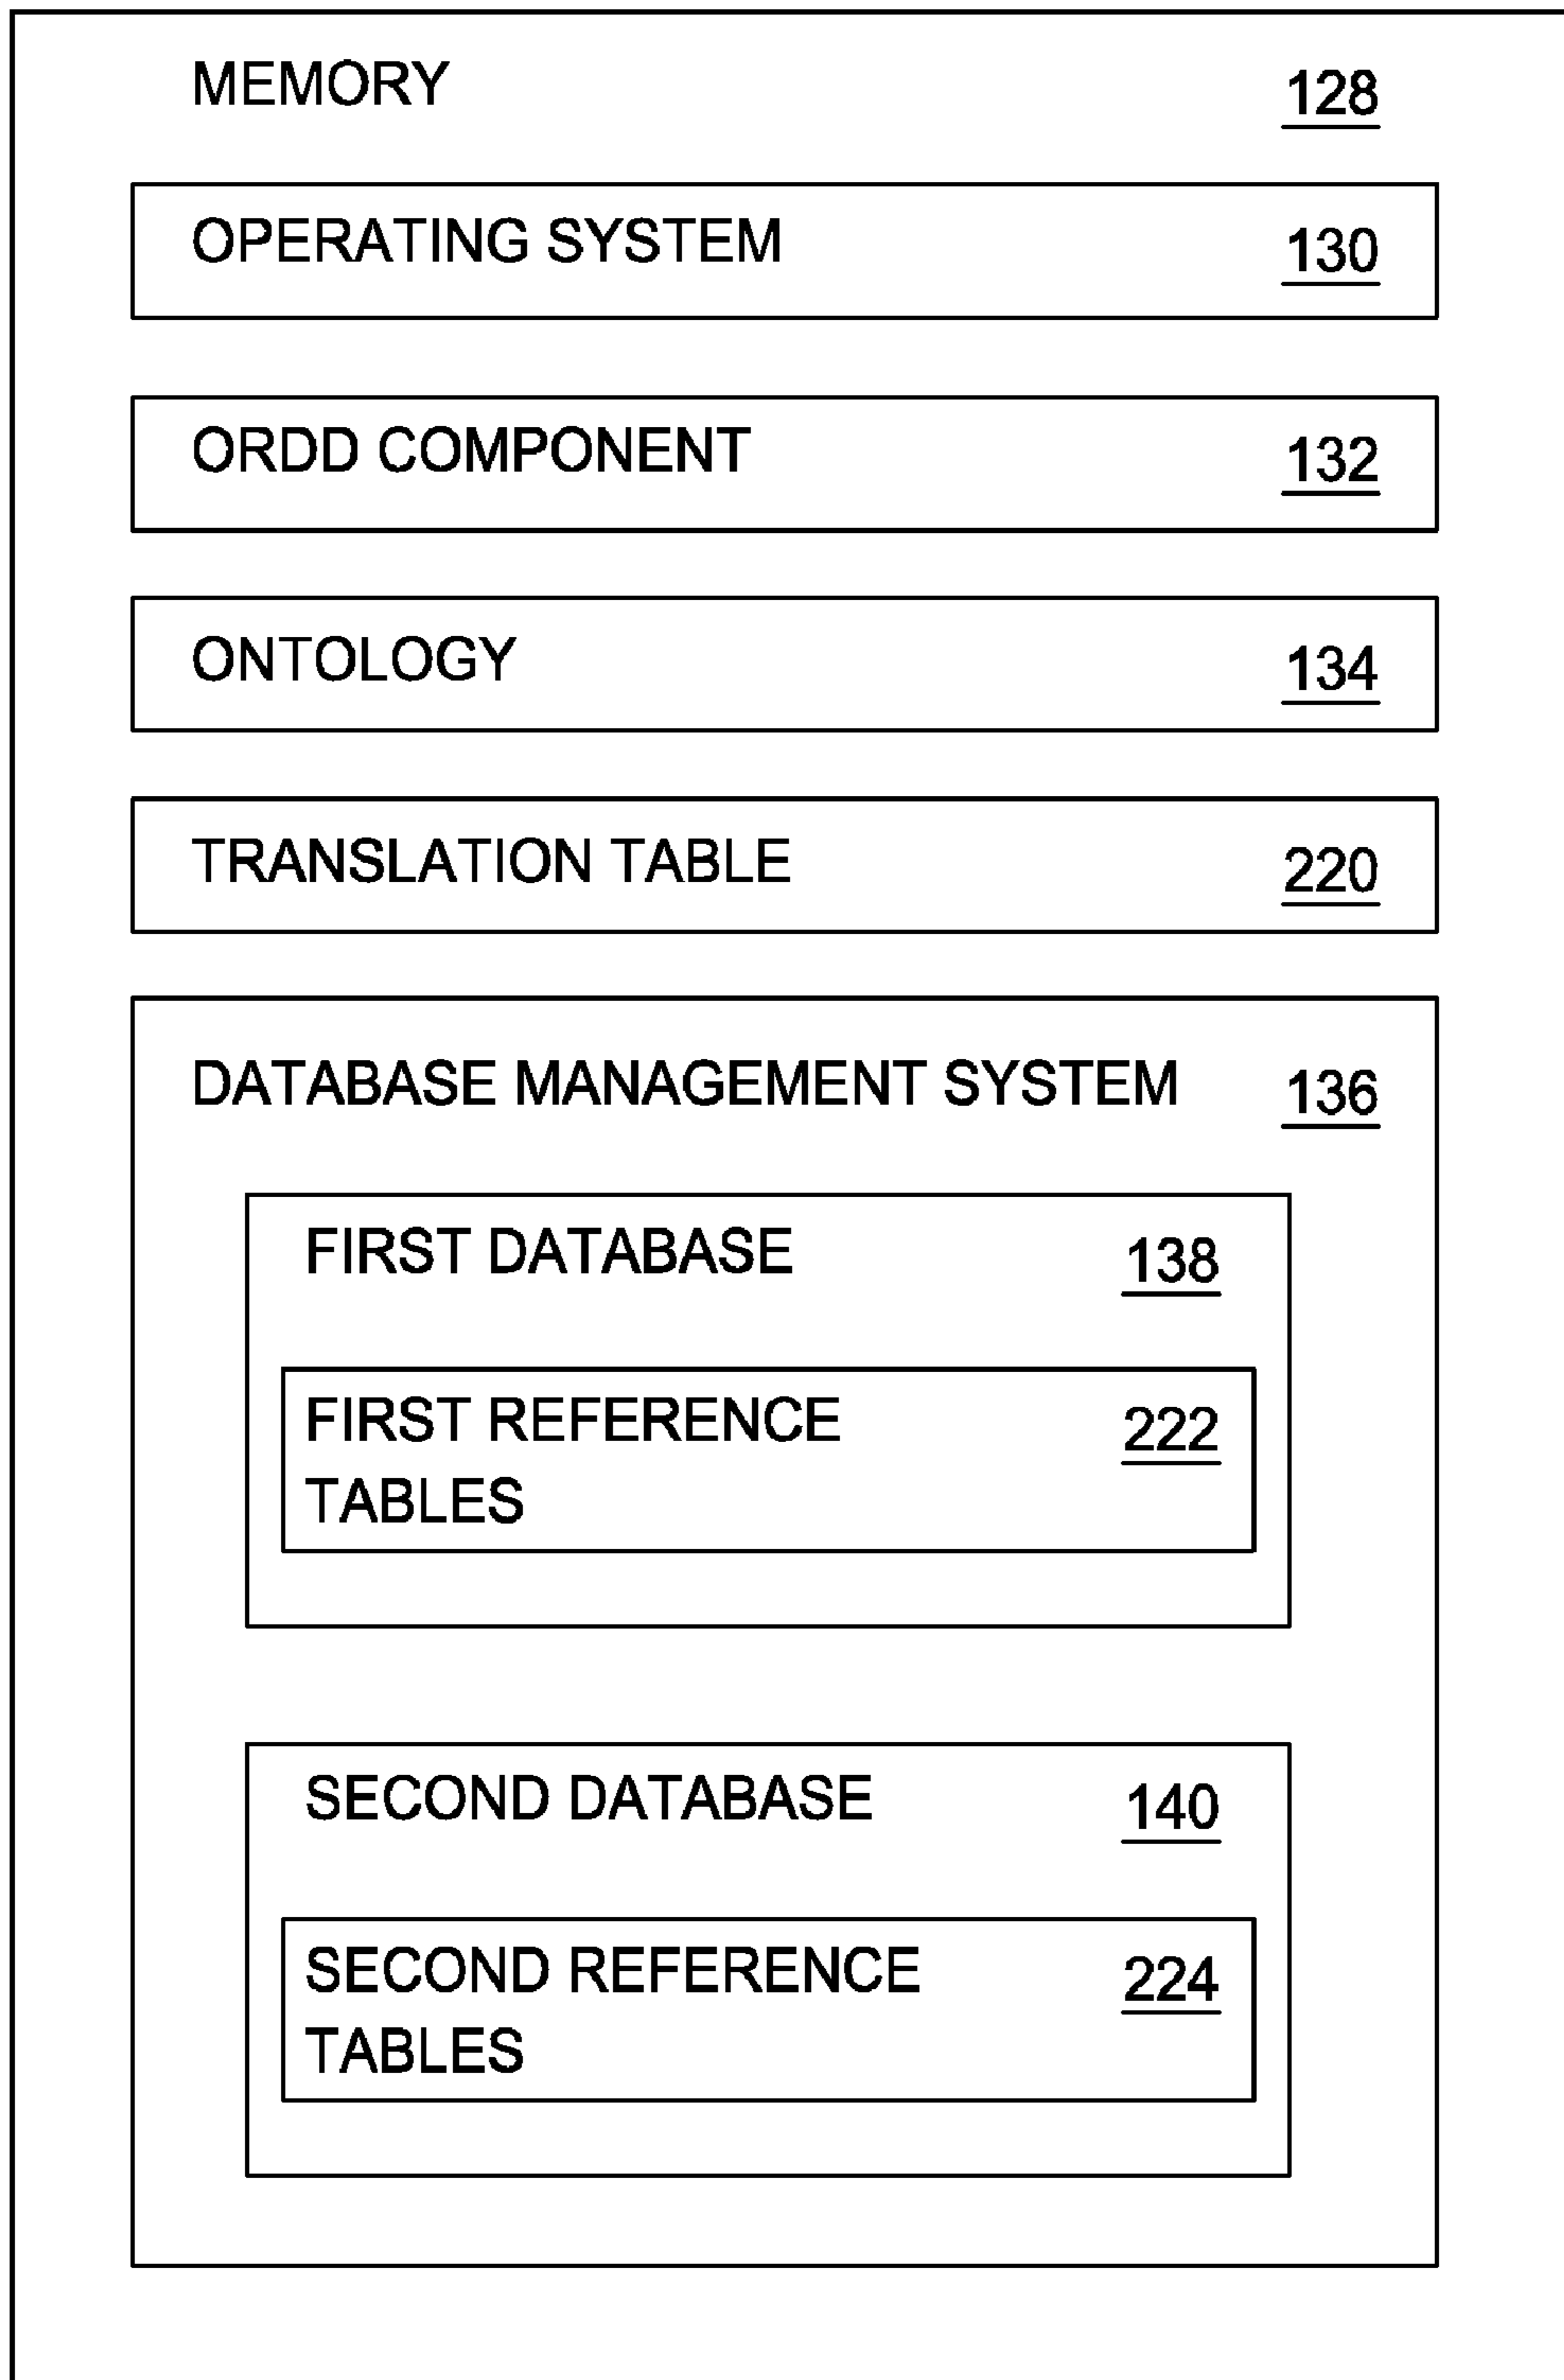 MEMORY 128
OPERATING SYSTEM 130
ORDD COMPONENT 132
ONTOLOGY 134
TRANSLATION TABLE 220
DATABASE MANAGEMENT SYSTEM 136
FIRST DATABASE 138
FIRST REFERENCE 222
TABLES
SECOND DATABASE 140
SECOND REFERENCE 224
TABLES